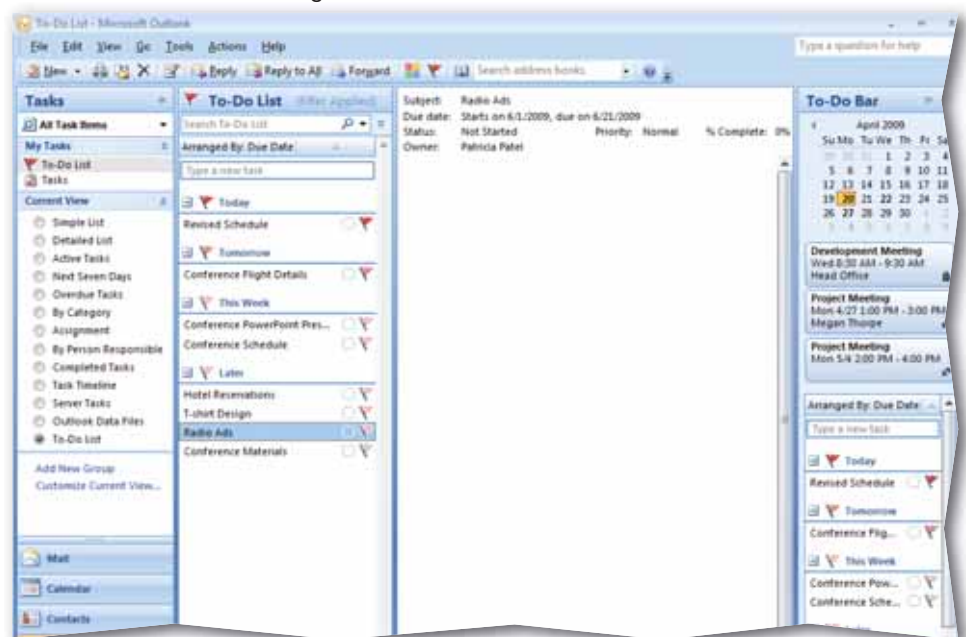 To-Do List - Microsoft Outlook
File Edit View Go Tools Actions Help
Type a question for help
New Reply Reply to All Forward Search address books
Tasks
All Task Items
My Tasks
To-Do List
Tasks
Current View
Simple List
Detailed List
Active Tasks
Next Seven Days
Overdue Tasks
By Category
Assignment
By Person Responsible
Completed Tasks
Task Timeline
Server Tasks
Outlook Data Files
To-Do List
Add New Group
Customize Current View...
Mail
Calendar
Contacts
To-Do List (Filter Applied)
Search To-Do List
Arranged By: Due Date
Type a new task
Today
Revised Schedule
Tomorrow
Conference Flight Details
This Week
Conference PowerPoint Pres...
Conference Schedule
Later
Hotel Reservations
T-shirt Design
Radio Ads
Conference Materials
Subject: Radio Ads
Due date: Starts on 6/1/2009, due on 6/21/2009
Status: Not Started Priority: Normal % Complete: 0%
Owner: Patricia Patel
To-Do Bar
April 2009
Su Mo Tu We Th Fr Sa
29 30 31 1 2 3 4
5 6 7 8 9 10 11
12 13 14 15 16 17 18
19 20 21 22 23 24 25
26 27 28 29 30 1 2
3 4 5 6 7 8 9
Development Meeting
Wed 8:30 AM - 9:30 AM
Head Office
Project Meeting
Mon 4/27 1:00 PM - 3:00 PM
Megan Thorpe
Project Meeting
Mon 5/4 2:00 PM - 4:00 PM
Arranged By: Due Date
Type a new task
Today
Revised Schedule
Tomorrow
Conference Flig...
This Week
Conference Pow...
Conference Sche...